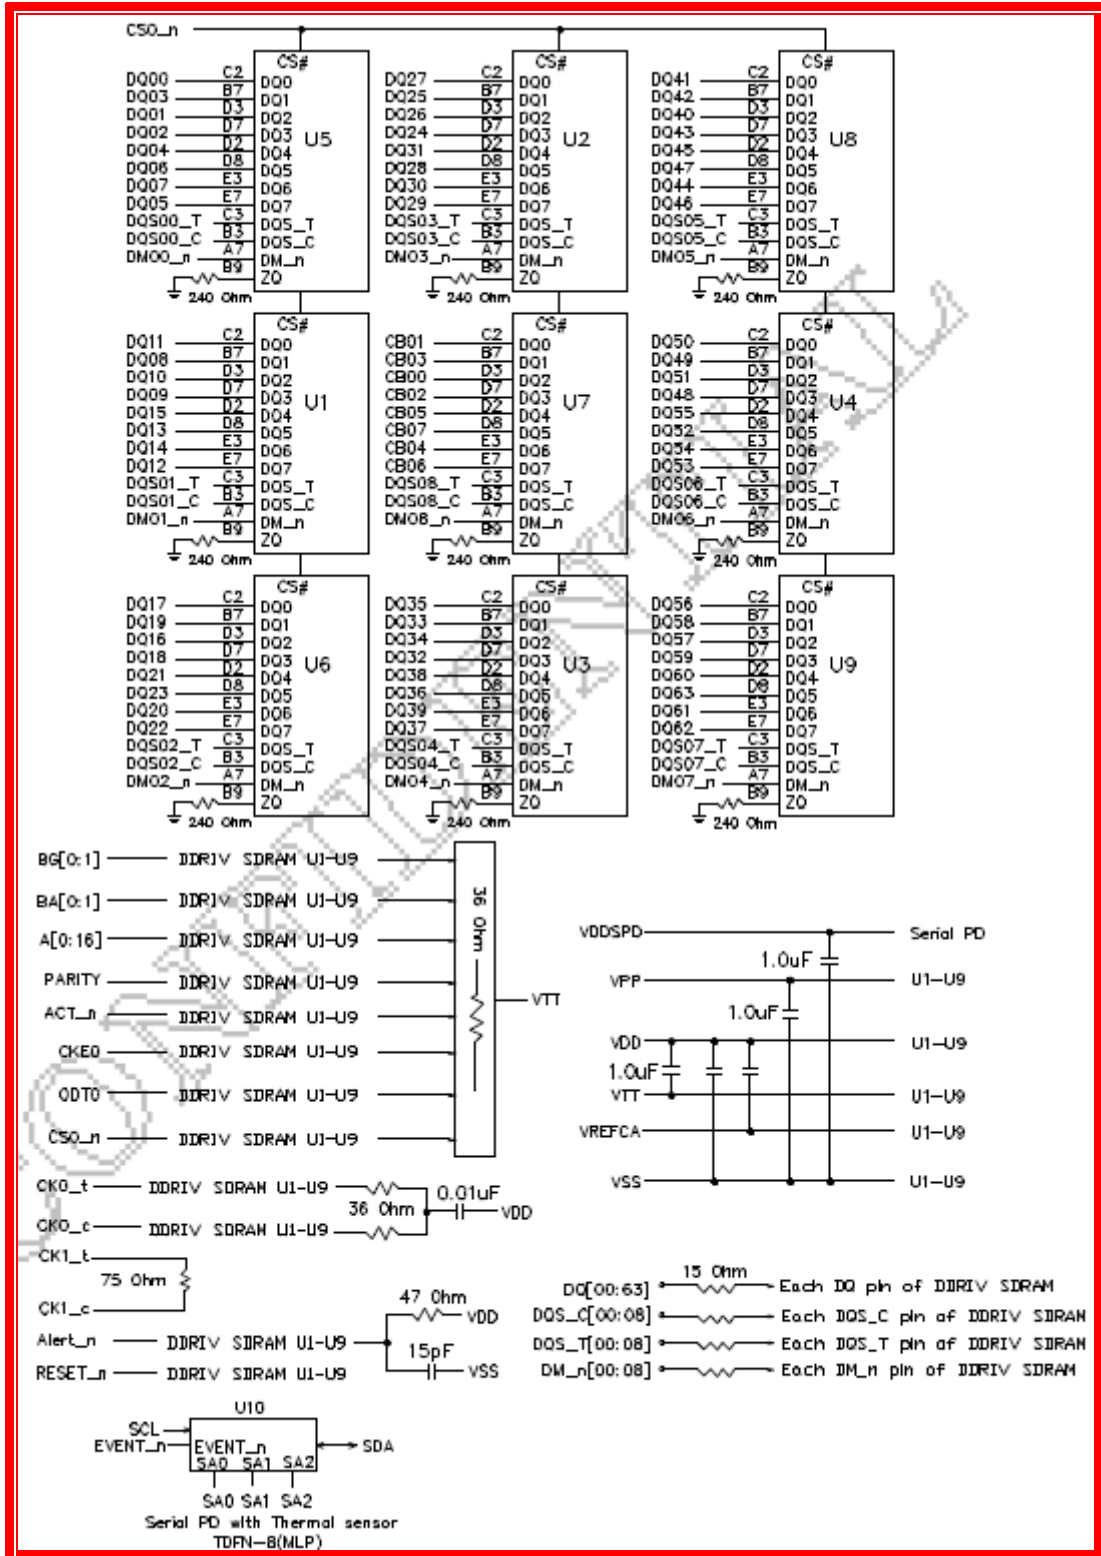 CS0_n
CS#
DQ00 C2 DQ0
DQ03 B7 DQ1
DQ01 D3 DQ2
DQ02 D7 DQ3
DQ04 D2 DQ4
DQ06 D8 DQ5
DQ07 E3 DQ6
DQ05 E7 DQ7
DQS00_T C3 DQS_T
DQS00_C B3 DQS_C
DM00_n A7 DM_n
B9 ZQ
240 Ohm
U5
CS#
DQ27 C2 DQ0
DQ25 B7 DQ1
DQ26 D3 DQ2
DQ24 D7 DQ3
DQ31 D2 DQ4
DQ28 D8 DQ5
DQ30 E3 DQ6
DQ29 E7 DQ7
DQS03_T C3 DQS_T
DQS03_C B3 DQS_C
DM03_n A7 DM_n
B9 ZQ
240 Ohm
U2
CS#
DQ41 C2 DQ0
DQ42 B7 DQ1
DQ40 D3 DQ2
DQ43 D7 DQ3
DQ45 D2 DQ4
DQ47 D8 DQ5
DQ44 E3 DQ6
DQ46 E7 DQ7
DQS05_T C3 DQS_T
DQS05_C B3 DQS_C
DM05_n A7 DM_n
B9 ZQ
240 Ohm
U8
CS#
DQ11 C2 DQ0
DQ08 B7 DQ1
DQ10 D3 DQ2
DQ09 D7 DQ3
DQ15 D2 DQ4
DQ13 D8 DQ5
DQ14 E3 DQ6
DQ12 E7 DQ7
DQS01_T C3 DQS_T
DQS01_C B3 DQS_C
DM01_n A7 DM_n
B9 ZQ
240 Ohm
U1
CS#
CB01 C2 DQ0
CB03 B7 DQ1
CB00 D3 DQ2
CB02 D7 DQ3
CB05 D2 DQ4
CB07 D8 DQ5
CB04 E3 DQ6
CB06 E7 DQ7
DQS08_T C3 DQS_T
DQS08_C B3 DQS_C
DM08_n A7 DM_n
B9 ZQ
240 Ohm
U7
CS#
DQ50 C2 DQ0
DQ49 B7 DQ1
DQ51 D3 DQ2
DQ48 D7 DQ3
DQ55 D2 DQ4
DQ52 D8 DQ5
DQ54 E3 DQ6
DQ53 E7 DQ7
DQS06_T C3 DQS_T
DQS06_C B3 DQS_C
DM06_n A7 DM_n
B9 ZQ
240 Ohm
U4
CS#
DQ17 C2 DQ0
DQ19 B7 DQ1
DQ16 D3 DQ2
DQ18 D7 DQ3
DQ21 D2 DQ4
DQ23 D8 DQ5
DQ20 E3 DQ6
DQ22 E7 DQ7
DQS02_T C3 DQS_T
DQS02_C B3 DQS_C
DM02_n A7 DM_n
B9 ZQ
240 Ohm
U6
CS#
DQ35 C2 DQ0
DQ33 B7 DQ1
DQ34 D3 DQ2
DQ32 D7 DQ3
DQ38 D2 DQ4
DQ36 D8 DQ5
DQ39 E3 DQ6
DQ37 E7 DQ7
DQS04_T C3 DQS_T
DQS04_C B3 DQS_C
DM04_n A7 DM_n
B9 ZQ
240 Ohm
U3
CS#
DQ56 C2 DQ0
DQ58 B7 DQ1
DQ57 D3 DQ2
DQ59 D7 DQ3
DQ60 D2 DQ4
DQ63 D8 DQ5
DQ61 E3 DQ6
DQ62 E7 DQ7
DQS07_T C3 DQS_T
DQS07_C B3 DQS_C
DM07_n A7 DM_n
B9 ZQ
240 Ohm
U9
CONFIDENTIAL
BG[0:1] DDRIV SDRAM U1-U9
BA[0:1] DDRIV SDRAM U1-U9
A[0:16] DDRIV SDRAM U1-U9
PARITY DDRIV SDRAM U1-U9
ACT_n DDRIV SDRAM U1-U9
CKE0 DDRIV SDRAM U1-U9
ODT0 DDRIV SDRAM U1-U9
CS0_n DDRIV SDRAM U1-U9
36 Ohm
VTT
VDDSPD Serial PD
1.0uF
VPP U1-U9
1.0uF
VDD U1-U9
1.0uF
VTT U1-U9
VREFCA U1-U9
VSS U1-U9
CK0_t DDRIV SDRAM U1-U9
36 Ohm
0.01uF
VDD
CK0_c DDRIV SDRAM U1-U9
CK1_t
75 Ohm
CK1_c
Alert_n DDRIV SDRAM U1-U9
47 Ohm
VDD
15pF
VSS
RESET_n DDRIV SDRAM U1-U9
15 Ohm
DQ[00:63] Each DQ pin of DDRIV SDRAM
DQS_C[00:08] Each DQS_C pin of DDRIV SDRAM
DQS_T[00:08] Each DQS_T pin of DDRIV SDRAM
DM_n[00:08] Each DM_n pin of DDRIV SDRAM
U10
SCL
EVENT_n EVENT_n SDA
SA0 SA1 SA2
SA0 SA1 SA2
Serial PD with Thermal sensor
TDFN-8(MLP)